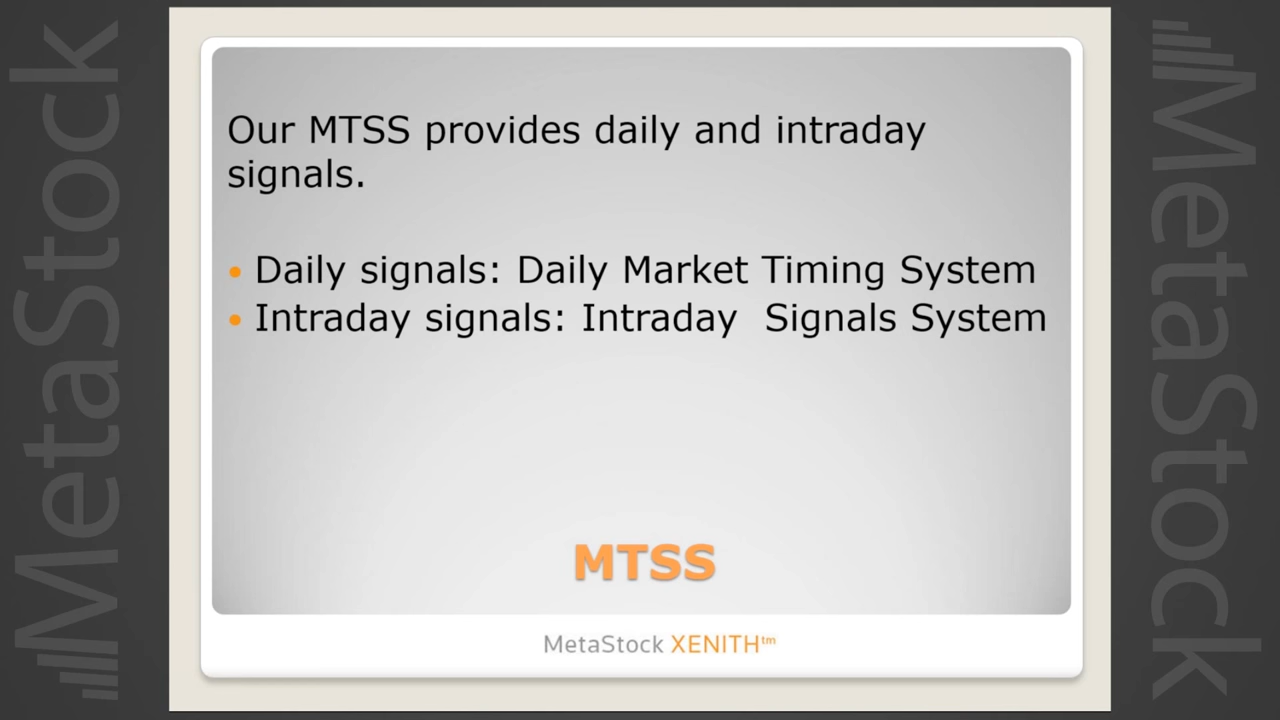 MetaStock
Our MTSS provides daily and intraday
signals.
• Daily signals: Daily Market Timing System
• Intraday signals: Intraday  Signals System
MTSS
MetaStock XENITH™
MetaStock